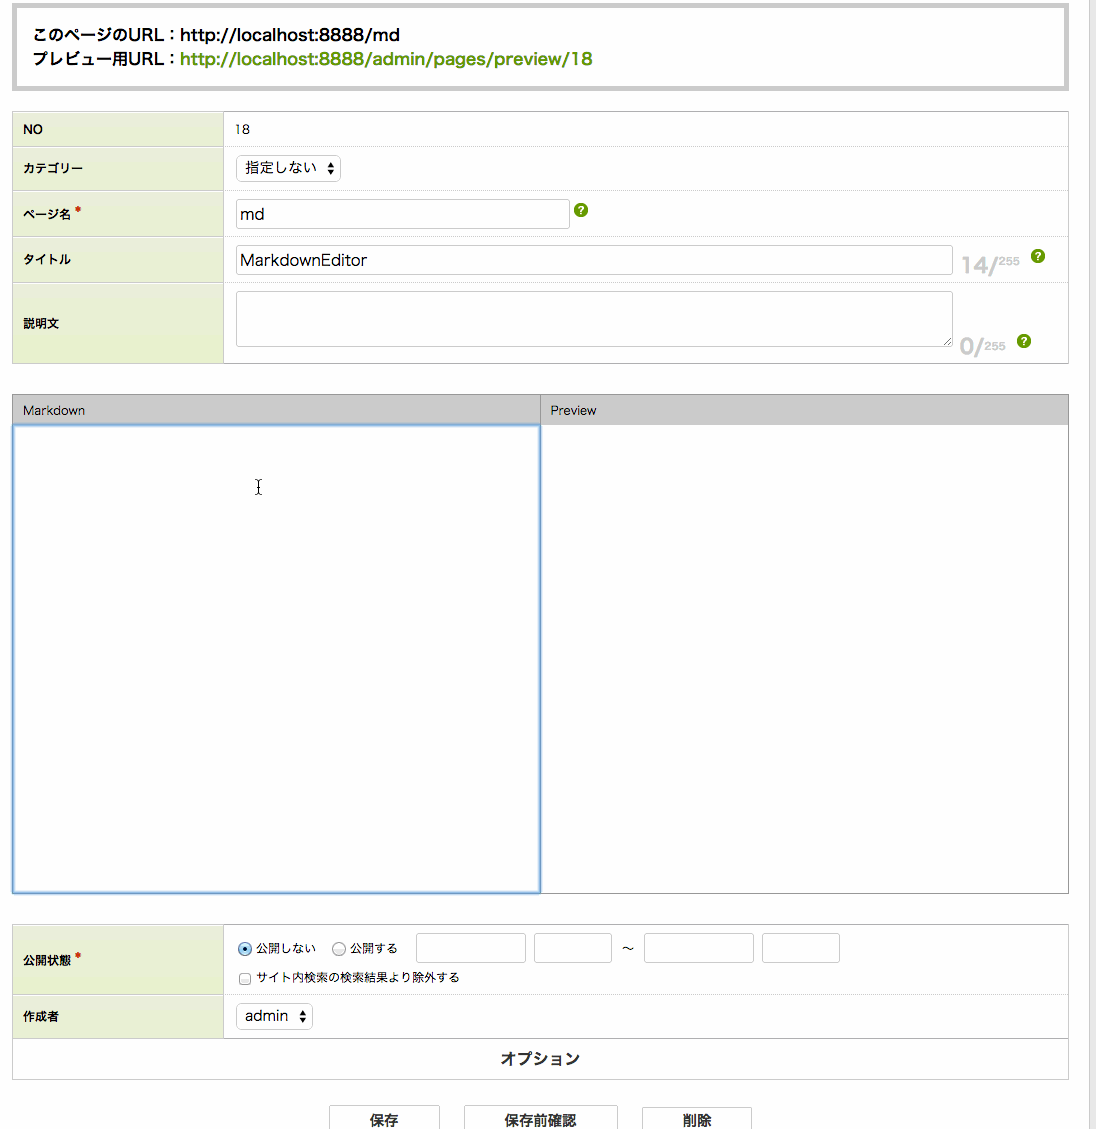 このページのURL：http://localhost:8888/md
プレビュー用URL：http://localhost:8888/admin/pages/preview/18
NO 18
カテゴリー 指定しない
ページ名 * md ?
タイトル MarkdownEditor 14/255 ?
説明文 0/255 ?
Markdown Preview
公開状態 * 公開しない 公開する ～
サイト内検索の検索結果より除外する
作成者 admin
オプション
保存 保存前確認 削除